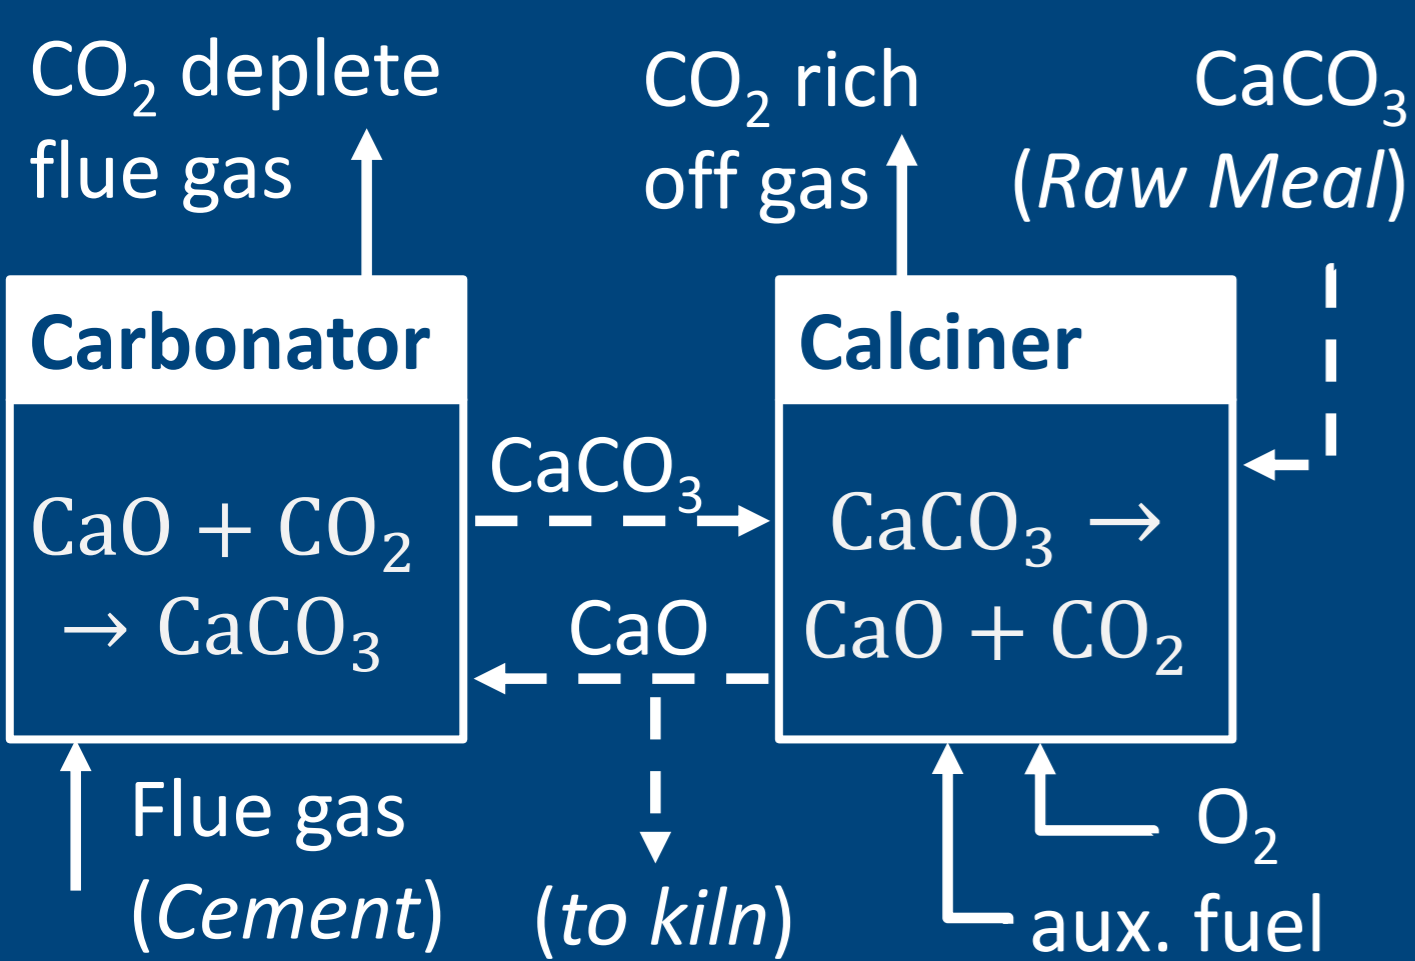 CO₂ deplete
flue gas
CO₂ rich
off gas
CaCO₃
(Raw Meal)
Carbonator
CaO + CO₂
→ CaCO₃
CaCO₃
CaO
Calciner
CaCO₃ →
CaO + CO₂
Flue gas
(Cement)
(to kiln)
O₂
aux. fuel